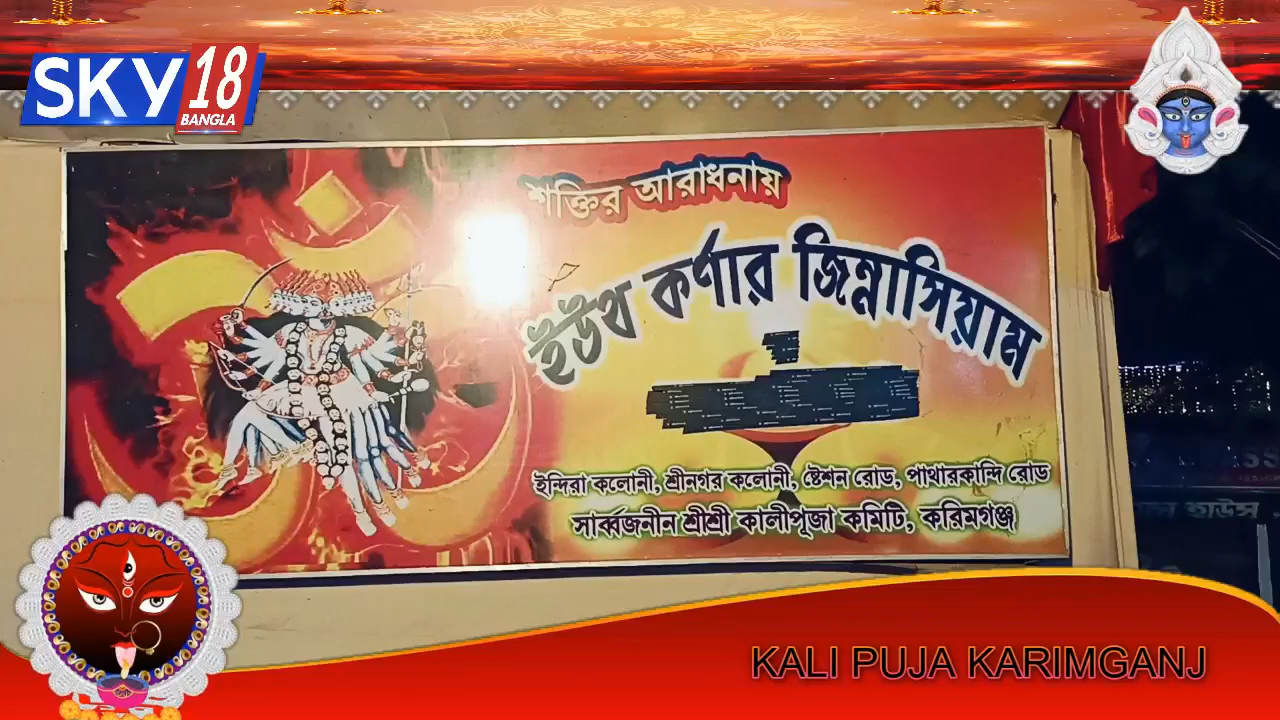 SKY 18
BANGLA
শক্তির আরাধনায়
ইউথ কর্ণার জিন্নাসিয়াম
ইন্দিরা কলোনী, শ্রীনগর কলোনী, ষ্টেশন রোড, পাথারকান্দি রোড
সার্ব্বজনীন শ্রীশ্রী কালীপূজা কমিটি, করিমগঞ্জ
হাউস
KALI PUJA KARIMGANJ